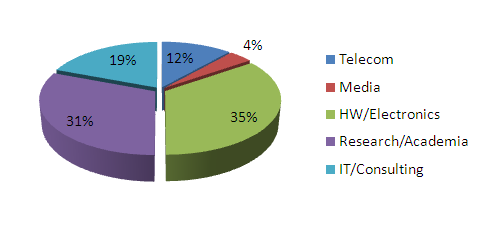 19%
12%
4%
35%
31%
Telecom
Media
HW/Electronics
Research/Academia
IT/Consulting